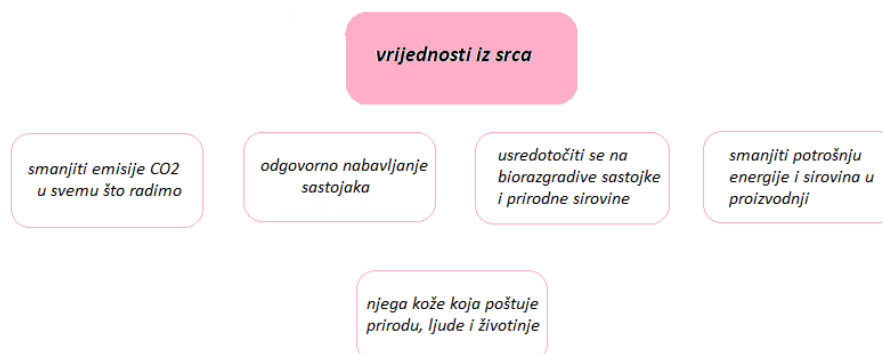 vrijednosti iz srca
smanjiti emisije CO2
u svemu što radimo
odgovorno nabavljanje
sastojaka
usredotočiti se na
biorazgradive sastojke
i prirodne sirovine
smanjiti potrošnju
energije i sirovina u
proizvodnji
njega kože koja poštuje
prirodu, ljude i životinje